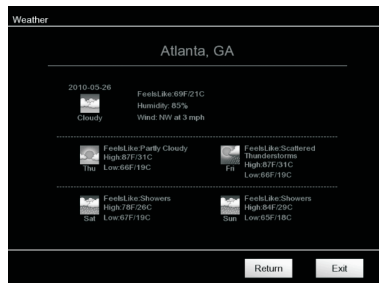 Weather
Atlanta, GA
2010-05-26
Cloudy
FeelsLike:69F/21C
Humidity: 85%
Wind: NW at 3 mph
Thu
FeelsLike:Partly Cloudy
High:87F/31C
Low:66F/19C
Fri
FeelsLike:Scattered
Thunderstorms
High:87F/31C
Low:66F/19C
Sat
FeelsLike:Showers
High:78F/26C
Low:67F/19C
Sun
FeelsLike:Showers
High:84F/29C
Low:65F/18C
Return
Exit